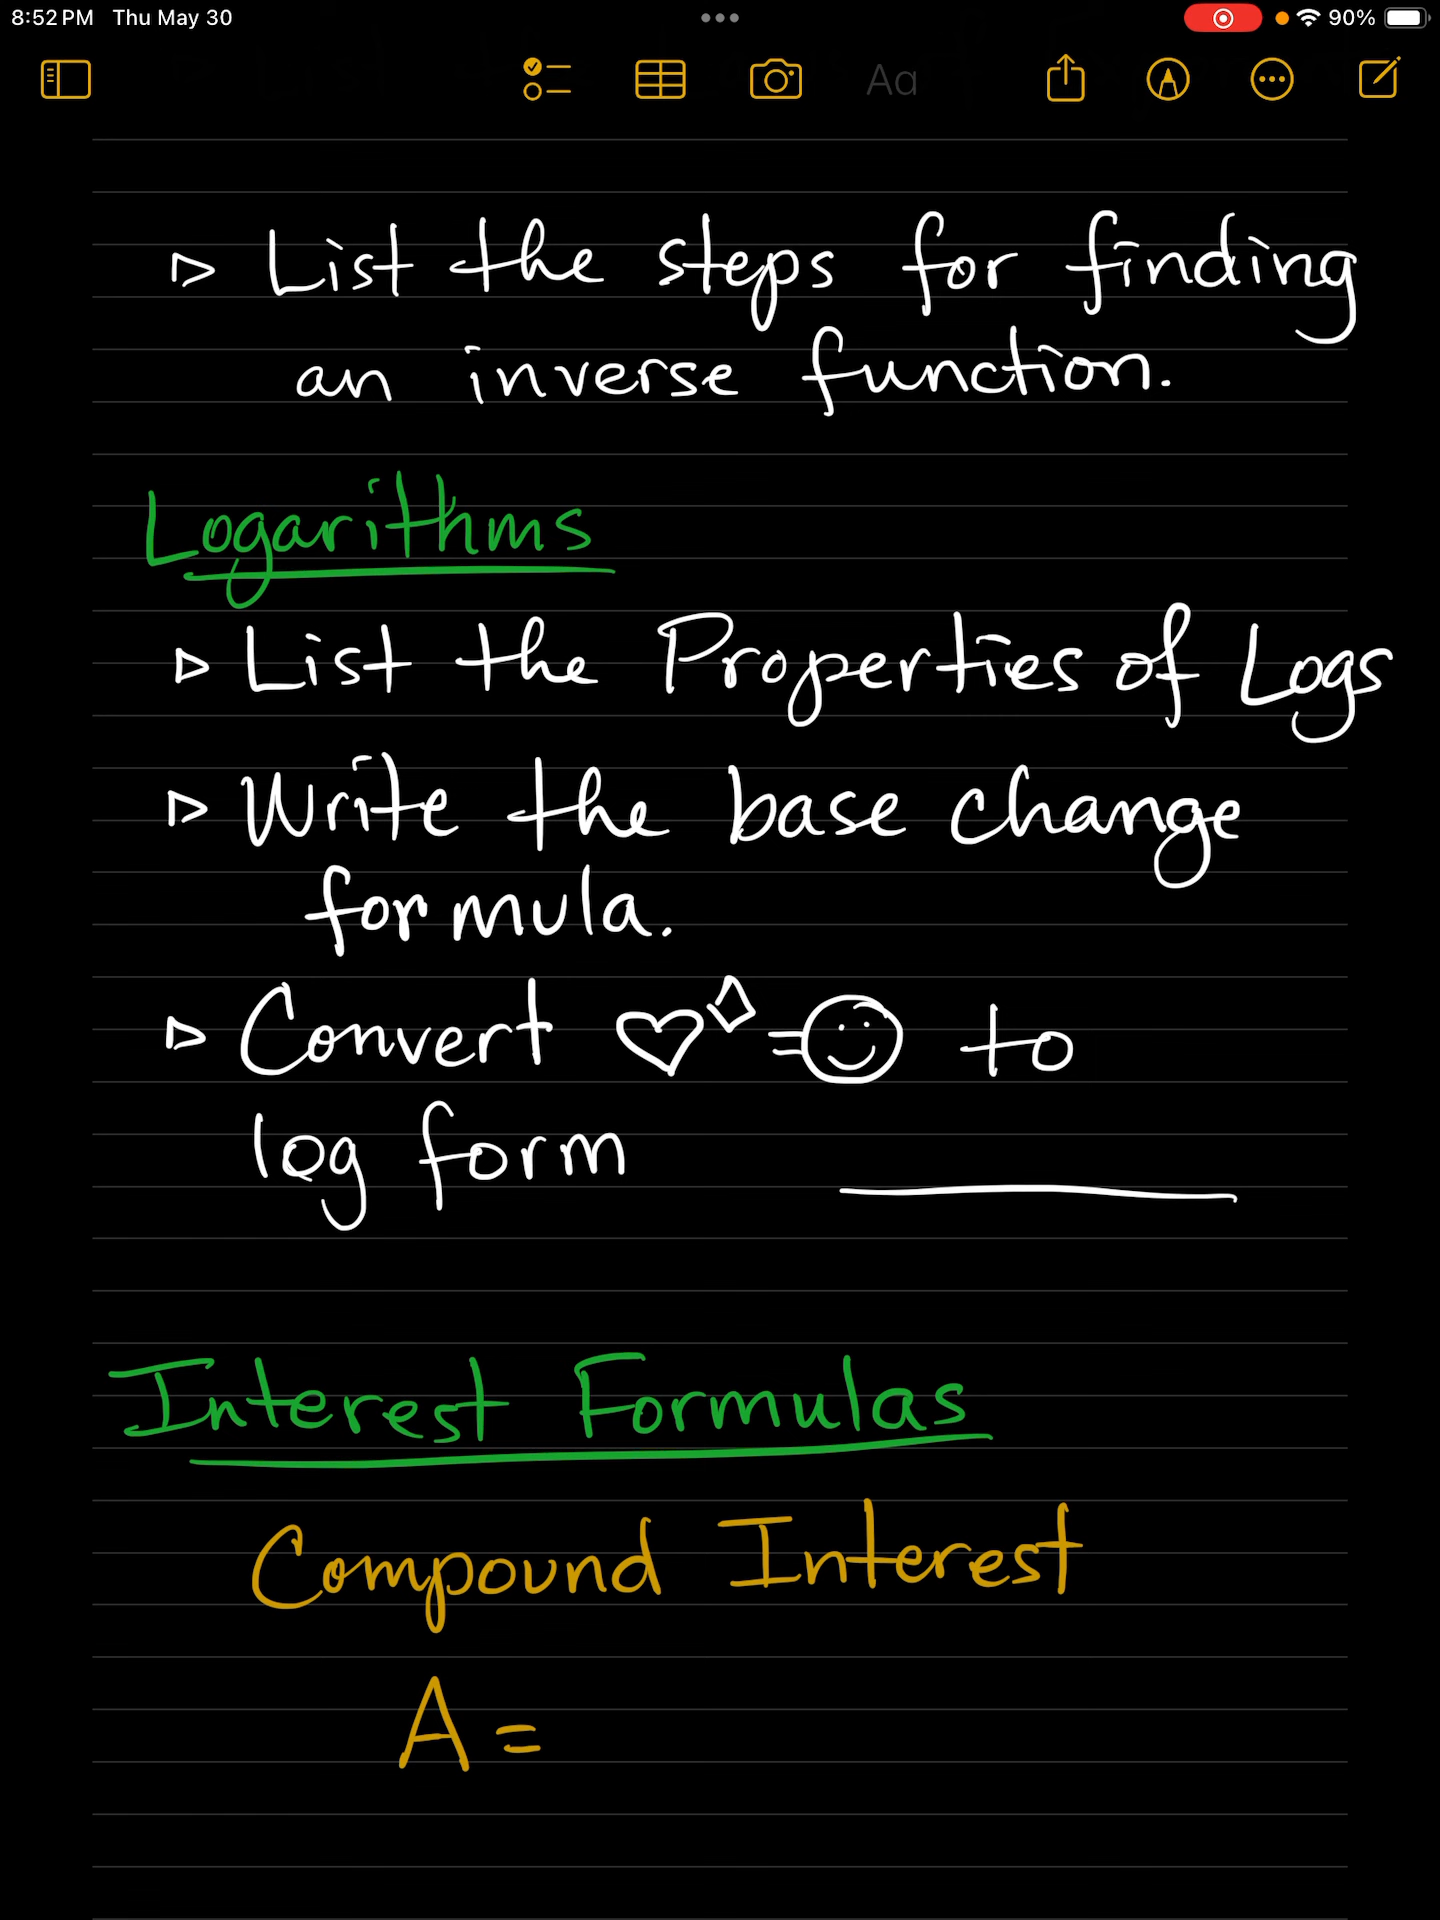 8:52 PM Thu May 30 90%
Aa
▷ List the steps for finding
an inverse function.
Logarithms
▷ List the Properties of Logs
▷ Write the base change
formula.
▷ Convert ♡^◇=☺ to
log form ________
Interest Formulas
Compound Interest
A =